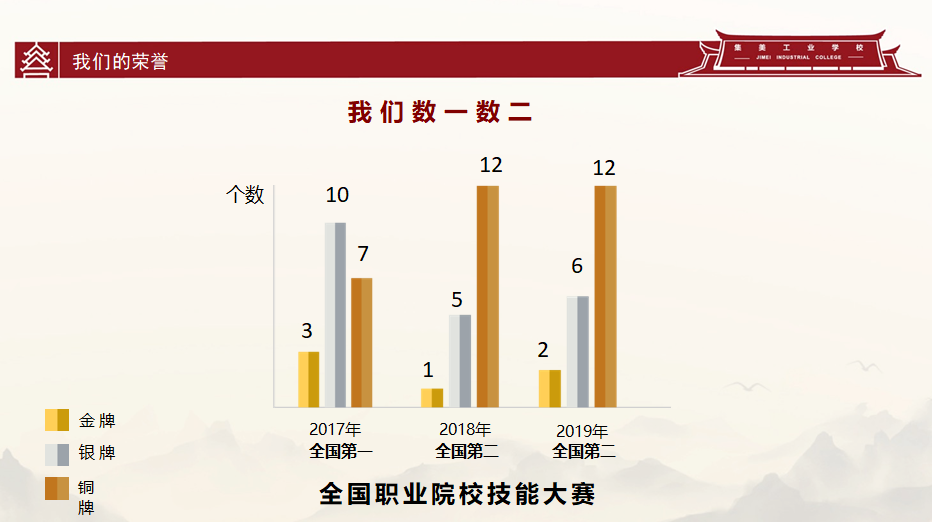 我们的荣誉
集美工业学校
JIMEI INDUSTRIAL COLLEGE
我们数一数二
个数
10
12
12
7
3
5
6
1
2
2017年
全国第一
2018年
全国第二
2019年
全国第二
金牌
银牌
铜
牌
全国职业院校技能大赛